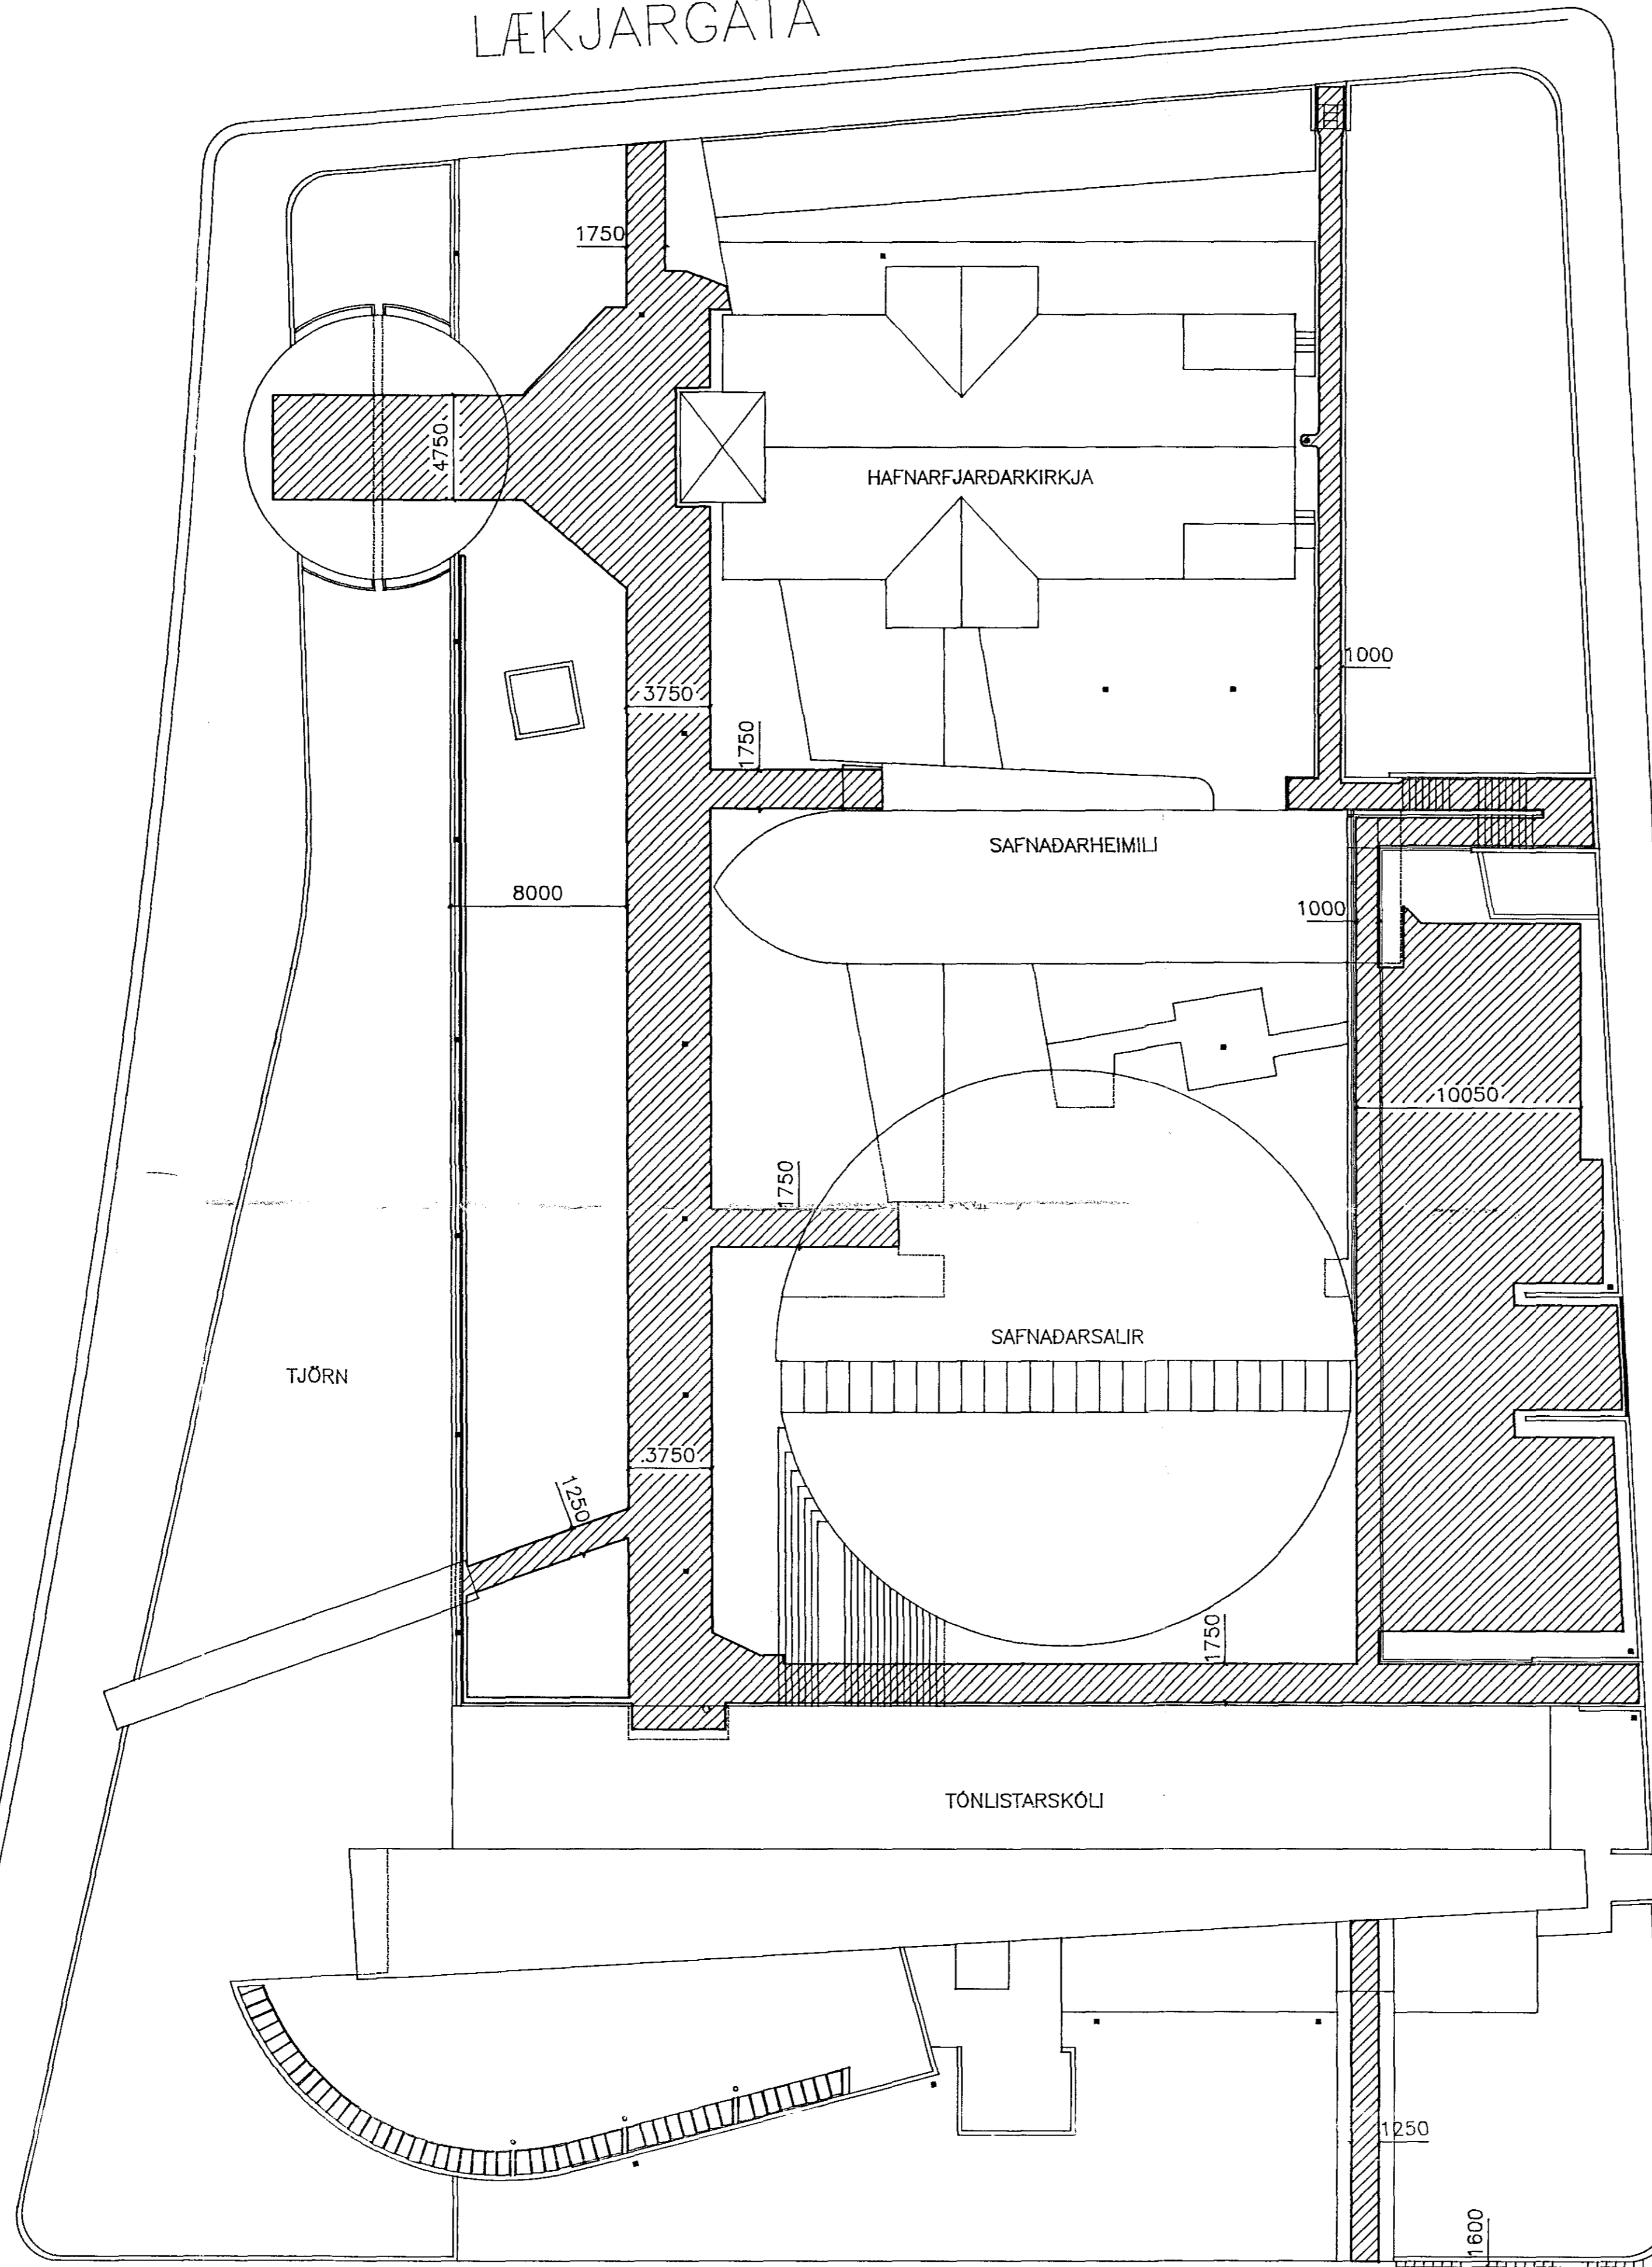 LÆKJARGATA
1750
4750
HAFNARFJARÐARKIRKJA
1000
3750
1750
SAFNAÐARHEIMILI
8000
1000
10050
1750
SAFNAÐARSALIR
TJÖRN
3750
1250
1750
TÓNLISTARSKÓLI
1250
1600